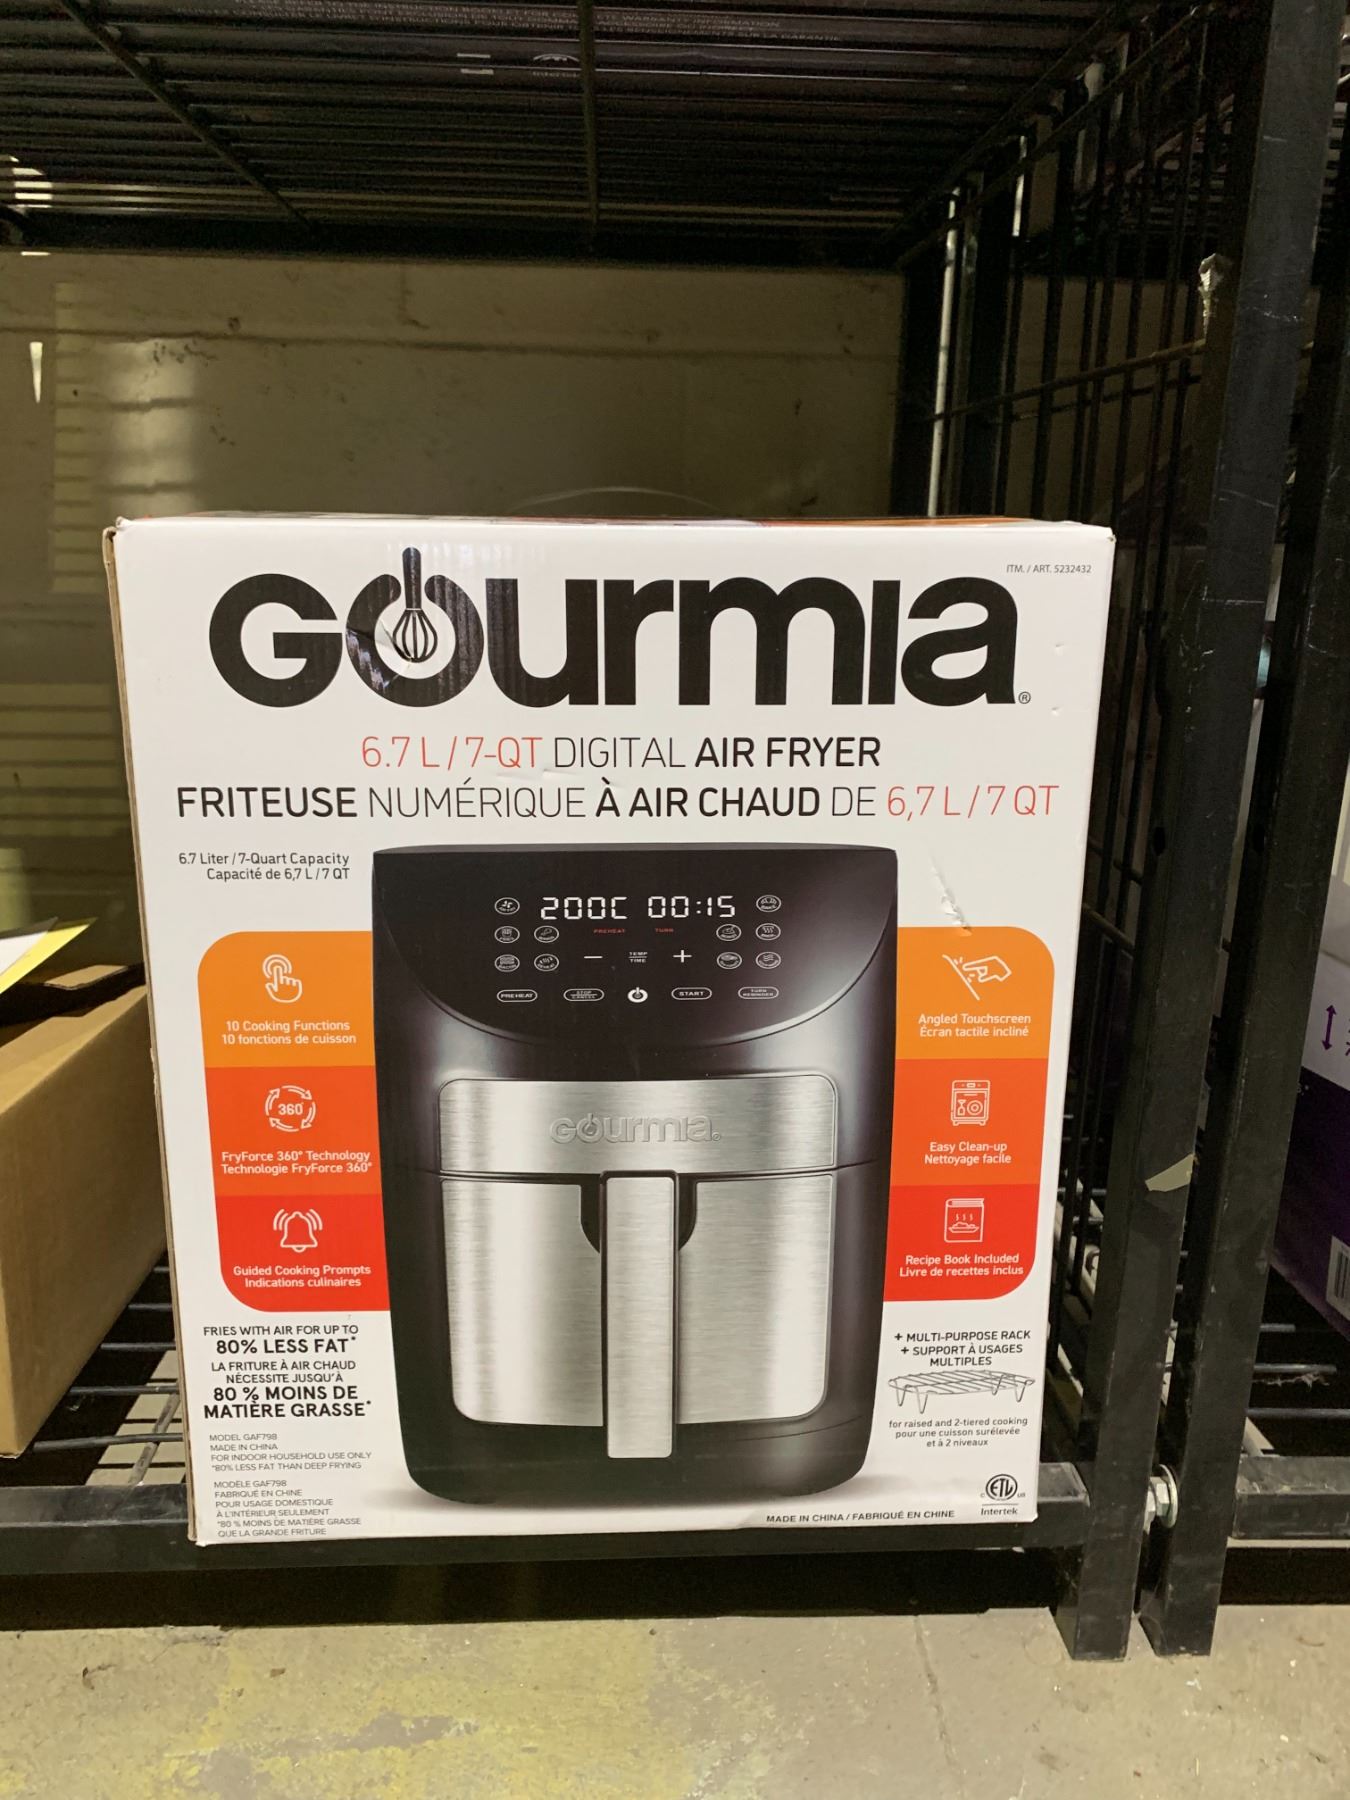 ITM. / ART. 5232432
GOURMIA®
6.7 L / 7-QT DIGITAL AIR FRYER
FRITEUSE NUMÉRIQUE À AIR CHAUD DE 6,7 L / 7 QT
6.7 Liter / 7-Quart Capacity
Capacité de 6,7 L / 7 QT
200C 00:15
PREHEAT TURN
TEMP
TIME
PREHEAT
START
10 Cooking Functions
10 fonctions de cuisson
360°
FryForce 360° Technology
Technologie FryForce 360°
Guided Cooking Prompts
Indications culinaires
Angled Touchscreen
Écran tactile incliné
Easy Clean-up
Nettoyage facile
Recipe Book Included
Livre de recettes inclus
GOURMIA®
FRIES WITH AIR FOR UP TO
80% LESS FAT*
LA FRITURE À AIR CHAUD
NÉCESSITE JUSQU'À
80 % MOINS DE
MATIÈRE GRASSE*
MODEL GAF798
MADE IN CHINA
FOR INDOOR HOUSEHOLD USE ONLY
*80% LESS FAT THAN DEEP FRYING
MODÈLE GAF798
FABRIQUÉ EN CHINE
POUR USAGE DOMESTIQUE
À L'INTÉRIEUR SEULEMENT
*80 % MOINS DE MATIÈRE GRASSE
QUE LA GRANDE FRITURE
+ MULTI-PURPOSE RACK
+ SUPPORT À USAGES
MULTIPLES
for raised and 2-tiered cooking
pour une cuisson surélevée
et à 2 niveaux
C ETL US
Intertek
MADE IN CHINA / FABRIQUÉ EN CHINE